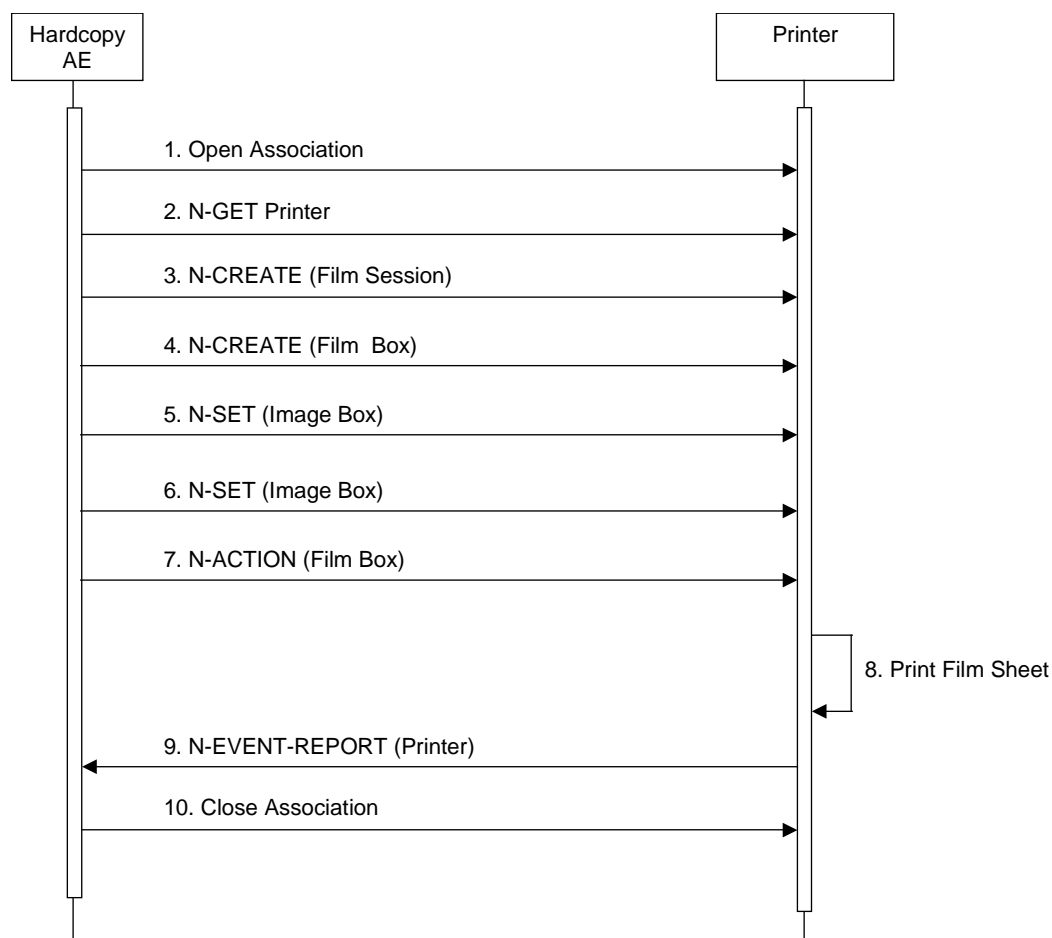 Hardcopy
AE
Printer
1. Open Association
2. N-GET Printer
3. N-CREATE (Film Session)
4. N-CREATE (Film  Box)
5. N-SET (Image Box)
6. N-SET (Image Box)
7. N-ACTION (Film Box)
8. Print Film Sheet
9. N-EVENT-REPORT (Printer)
10. Close Association